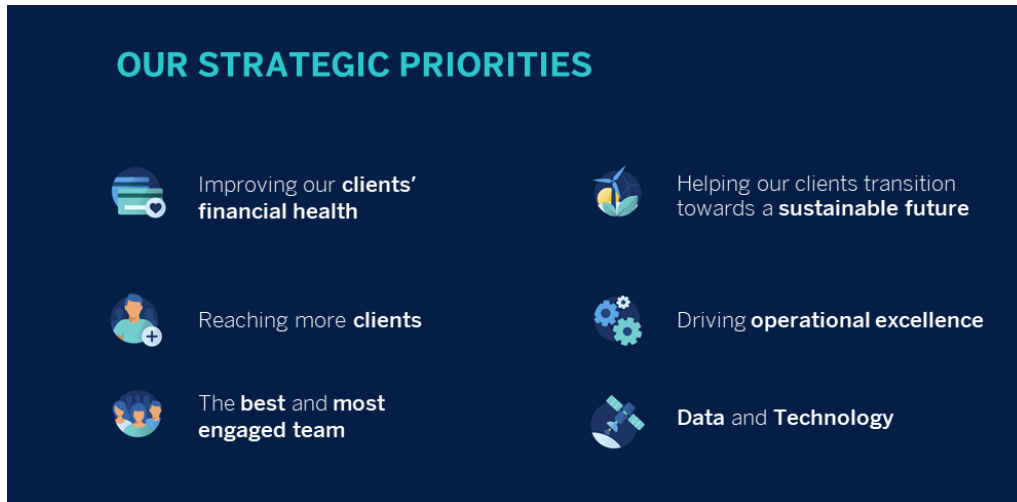 OUR STRATEGIC PRIORITIES
Improving our clients’
financial health
Helping our clients transition
towards a sustainable future
Reaching more clients
Driving operational excellence
The best and most
engaged team
Data and Technology